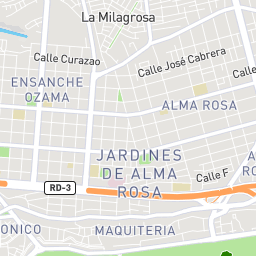 La Milagrosa
Calle Curazao
Calle José Cabrera
ENSANCHE
OZAMA
ALMA ROSA
JARDINES
DE ALMA
ROSA
Calle F
RD-3
MAQUITERIA
ONICO